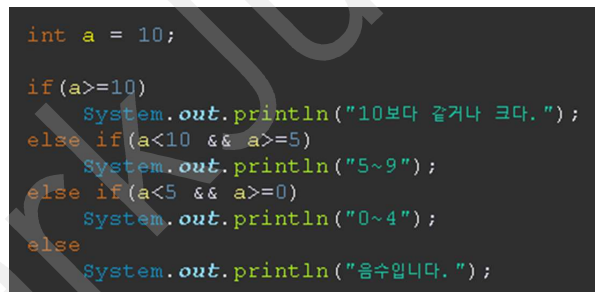 int a = 10;
if(a>=10)
System.out.println("10보다 같거나 크다.");
else if(a<10 && a>=5)
System.out.println("5~9");
else if(a<5 && a>=0)
System.out.println("0~4");
else
System.out.println("음수입니다.");